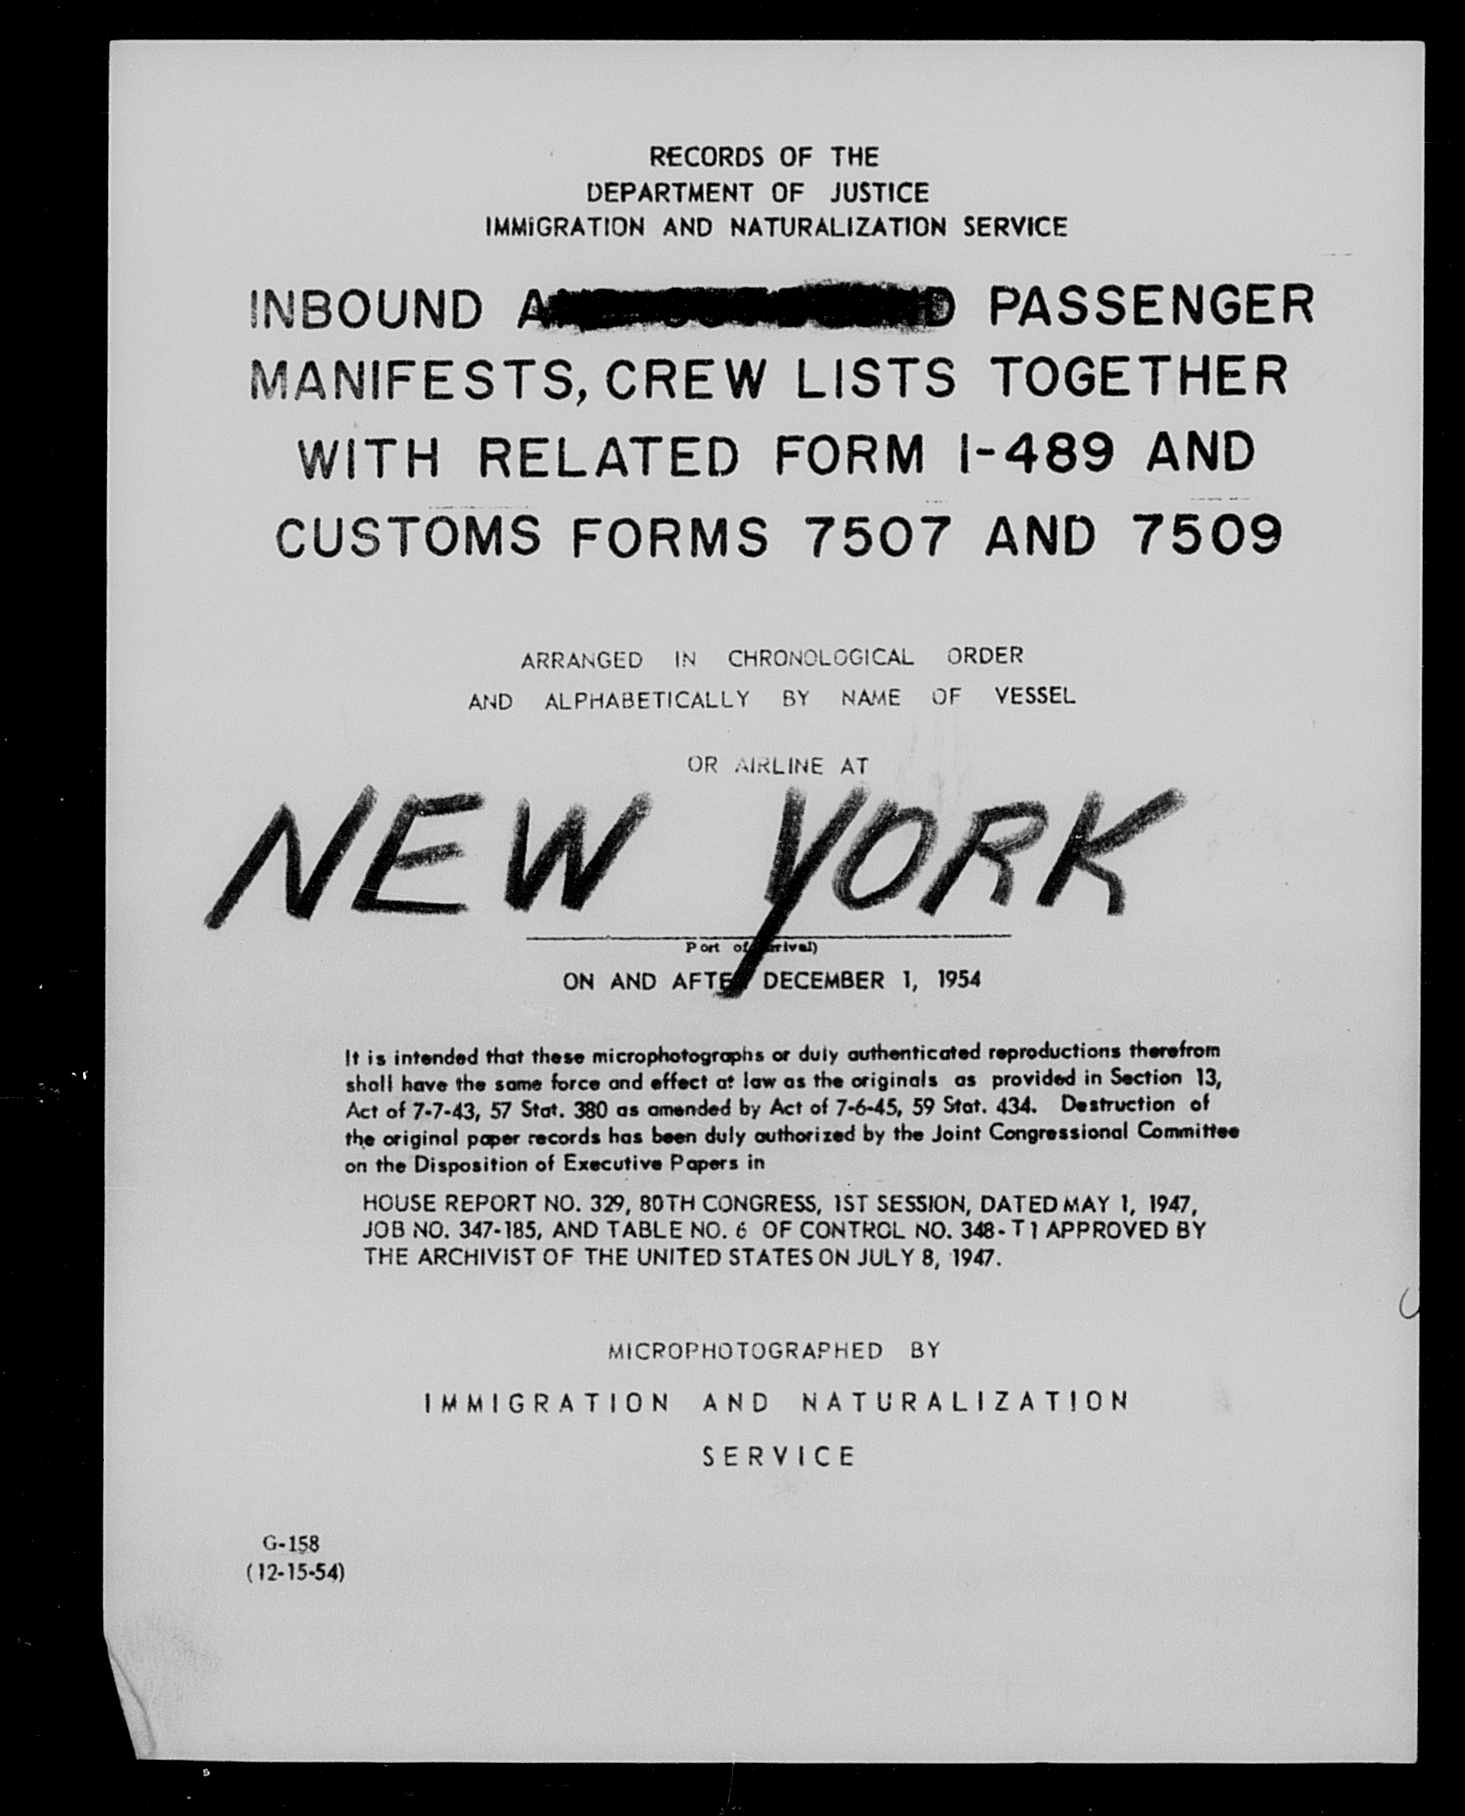 RECORDS OF THE
DEPARTMENT OF JUSTICE
IMMIGRATION AND NATURALIZATION SERVICE
INBOUND PASSENGER
MANIFESTS, CREW LISTS TOGETHER
WITH RELATED FORM I-489 AND
CUSTOMS FORMS 7507 AND 7509
ARRANGED IN CHRONOLOGICAL ORDER
AND ALPHABETICALLY BY NAME OF VESSEL
OR AIRLINE AT
NEW YORK
Port of Arrival)
ON AND AFTER DECEMBER 1, 1954
It is intended that these microphotographs or duly authenticated reproductions therefrom
shall have the same force and effect at law as the originals as provided in Section 13,
Act of 7-7-43, 57 Stat. 380 as amended by Act of 7-6-45, 59 Stat. 434. Destruction of
the original paper records has been duly authorized by the Joint Congressional Committee
on the Disposition of Executive Papers in
HOUSE REPORT NO. 329, 80TH CONGRESS, 1ST SESSION, DATED MAY 1, 1947,
JOB NO. 347-185, AND TABLE NO. 6 OF CONTROL NO. 348-T1 APPROVED BY
THE ARCHIVIST OF THE UNITED STATES ON JULY 8, 1947.
MICROPHOTOGRAPHED BY
IMMIGRATION AND NATURALIZATION
SERVICE
G-158
(12-15-54)